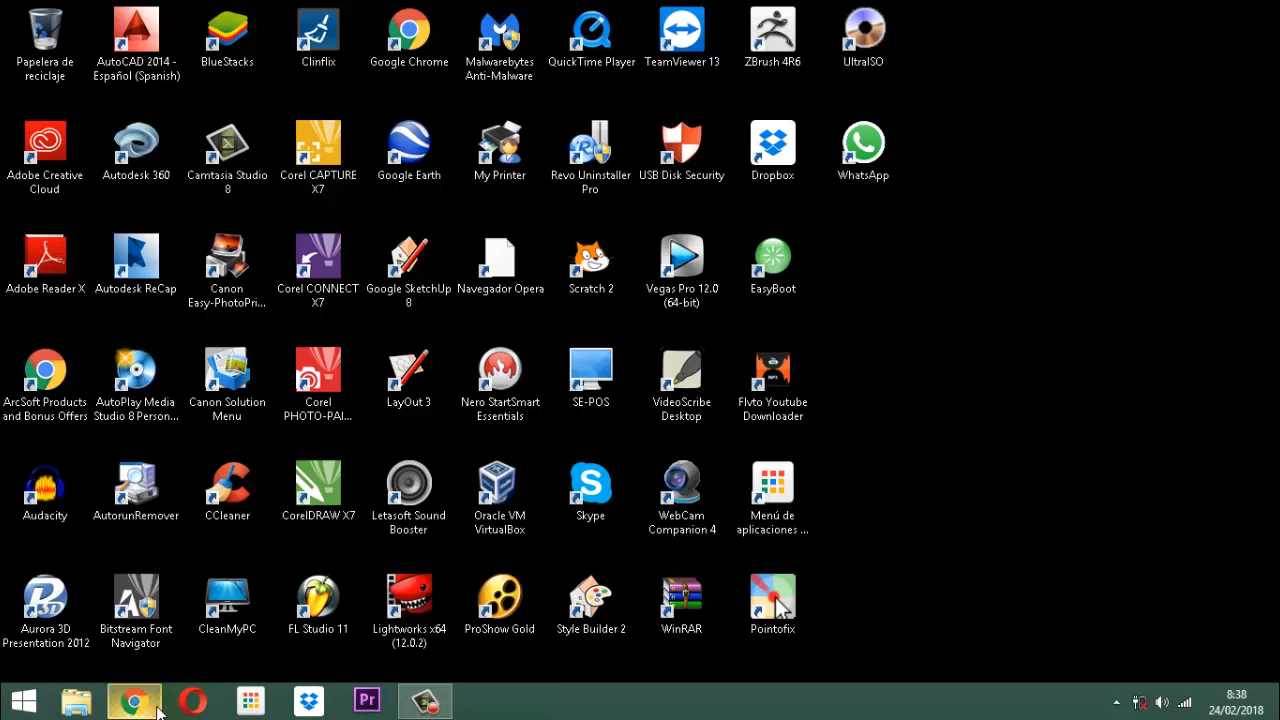 Papelera de
reciclaje
AutoCAD 2014 -
Español (Spanish)
BlueStacks
Clinflix
Google Chrome
Malwarebytes
Anti-Malware
QuickTime Player
TeamViewer 13
ZBrush 4R6
UltraISO
Adobe Creative
Cloud
Autodesk 360
Camtasia Studio
8
Corel CAPTURE
X7
Google Earth
My Printer
Revo Uninstaller
Pro
USB Disk Security
Dropbox
WhatsApp
Adobe Reader X
Autodesk ReCap
Canon
Easy-PhotoPri...
Corel CONNECT
X7
Google SketchUp
8
Navegador Opera
Scratch 2
Vegas Pro 12.0
(64-bit)
EasyBoot
ArcSoft Products
and Bonus Offers
AutoPlay Media
Studio 8 Person...
Canon Solution
Menu
Corel
PHOTO-PAI...
LayOut 3
Nero StartSmart
Essentials
SE-POS
VideoScribe
Desktop
Flvto Youtube
Downloader
Audacity
AutorunRemover
CCleaner
CorelDRAW X7
Letasoft Sound
Booster
Oracle VM
VirtualBox
Skype
WebCam
Companion 4
Menú de
aplicaciones ...
Aurora 3D
Presentation 2012
Bitstream Font
Navigator
CleanMyPC
FL Studio 11
Lightworks x64
(12.0.2)
ProShow Gold
Style Builder 2
WinRAR
Pointofix
Pr
8:38
24/02/2018